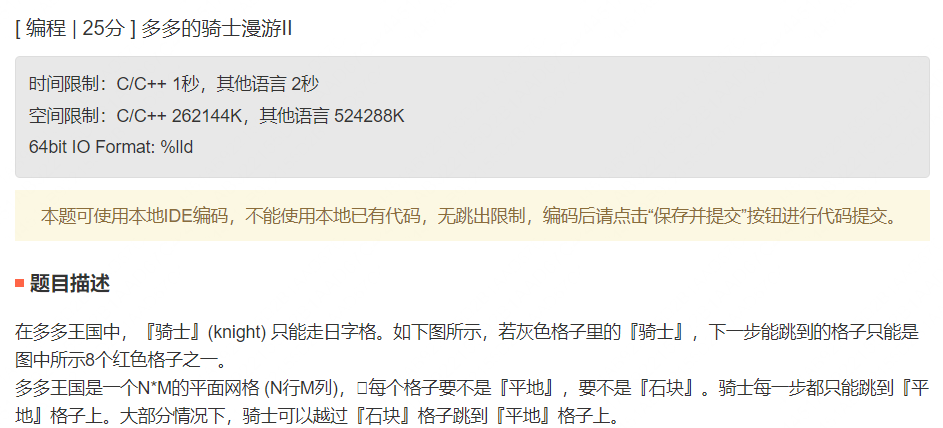 [ 编程 | 25分 ] 多多的骑士漫游II
时间限制：C/C++ 1秒，其他语言 2秒
空间限制：C/C++ 262144K，其他语言 524288K
64bit IO Format: %lld
本题可使用本地IDE编码，不能使用本地已有代码，无跳出限制，编码后请点击“保存并提交”按钮进行代码提交。
题目描述
在多多王国中，『骑士』(knight) 只能走日字格。如下图所示，若灰色格子里的『骑士』，下一步能跳到的格子只能是
图中所示8个红色格子之一。
多多王国是一个N*M的平面网格 (N行M列)，每个格子要不是『平地』，要不是『石块』。骑士每一步都只能跳到『平
地』格子上。大部分情况下，骑士可以越过『石块』格子跳到『平地』格子上。